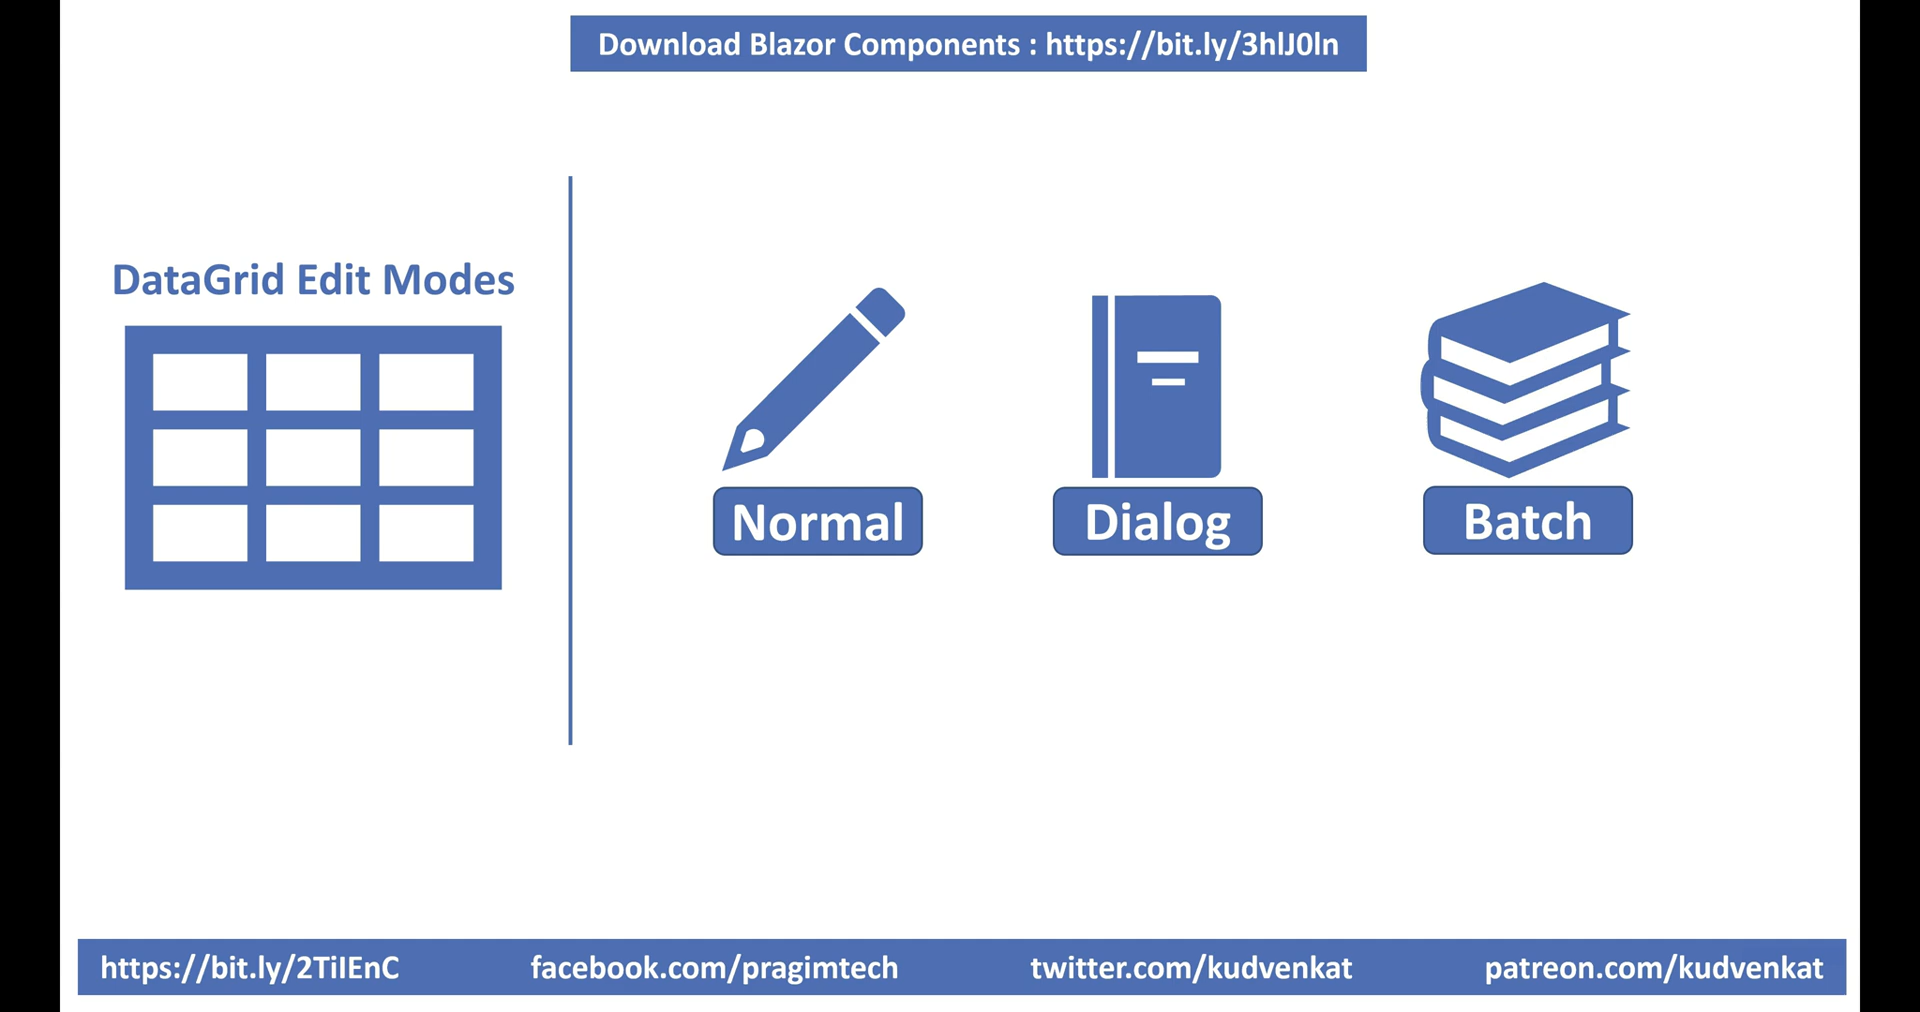 Download Blazor Components : https://bit.ly/3hlJ0ln
DataGrid Edit Modes
Normal
Dialog
Batch
https://bit.ly/2TiIEnC
facebook.com/pragimtech
twitter.com/kudvenkat
patreon.com/kudvenkat